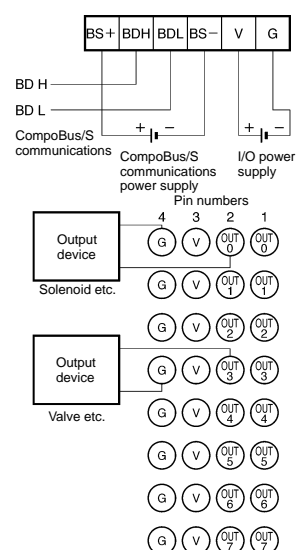 BS+ BDH BDL BS− V G
BD H
BD L
CompoBus/S
communications
+ −
CompoBus/S
communications
power supply
+ −
I/O power
supply
Pin numbers
4 3 2 1
Output
device
Solenoid etc.
G V OUT 0 OUT 0
G V OUT 1 OUT 1
G V OUT 2 OUT 2
Output
device
Valve etc.
G V OUT 3 OUT 3
G V OUT 4 OUT 4
G V OUT 5 OUT 5
G V OUT 6 OUT 6
G V OUT 7 OUT 7